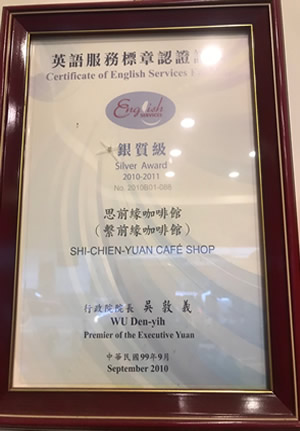 英語服務標章認證
Certificate of English Services
English
SERVICES
銀質級
Silver Award
2010-2011
No. 2010B01-088
思前緣咖啡館
(繫前緣咖啡館)
SHI-CHIEN-YUAN CAFÉ SHOP
行政院院長 吳敦義
WU Den-yih
Premier of the Executive Yuan
中華民國99年9月
September 2010